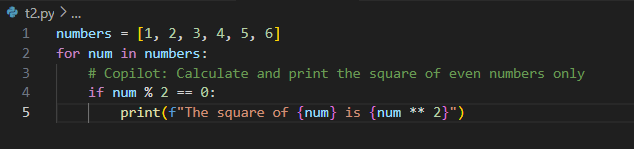 t2.py > ...
1 numbers = [1, 2, 3, 4, 5, 6]
2 for num in numbers:
3     # Copilot: Calculate and print the square of even numbers only
4     if num % 2 == 0:
5         print(f"The square of {num} is {num ** 2}")